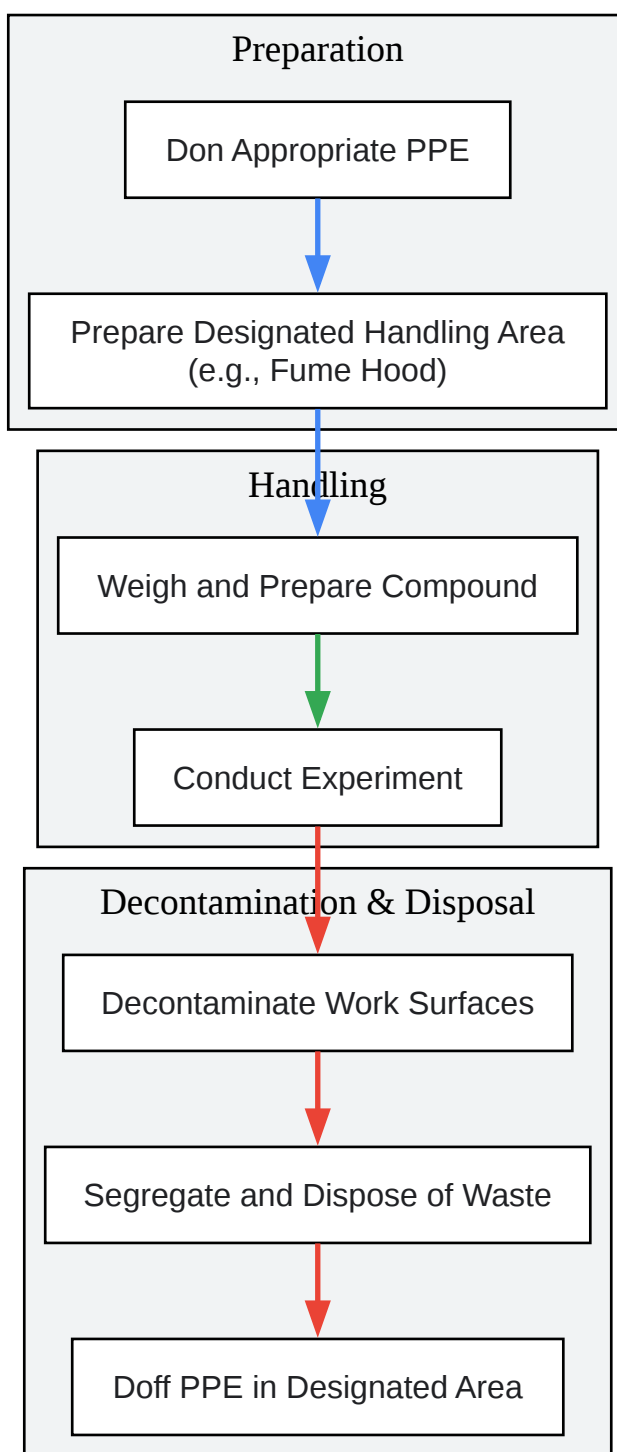 Preparation
Don Appropriate PPE
Prepare Designated Handling Area
(e.g., Fume Hood)
Handling
Weigh and Prepare Compound
Conduct Experiment
Decontamination & Disposal
Decontaminate Work Surfaces
Segregate and Dispose of Waste
Doff PPE in Designated Area